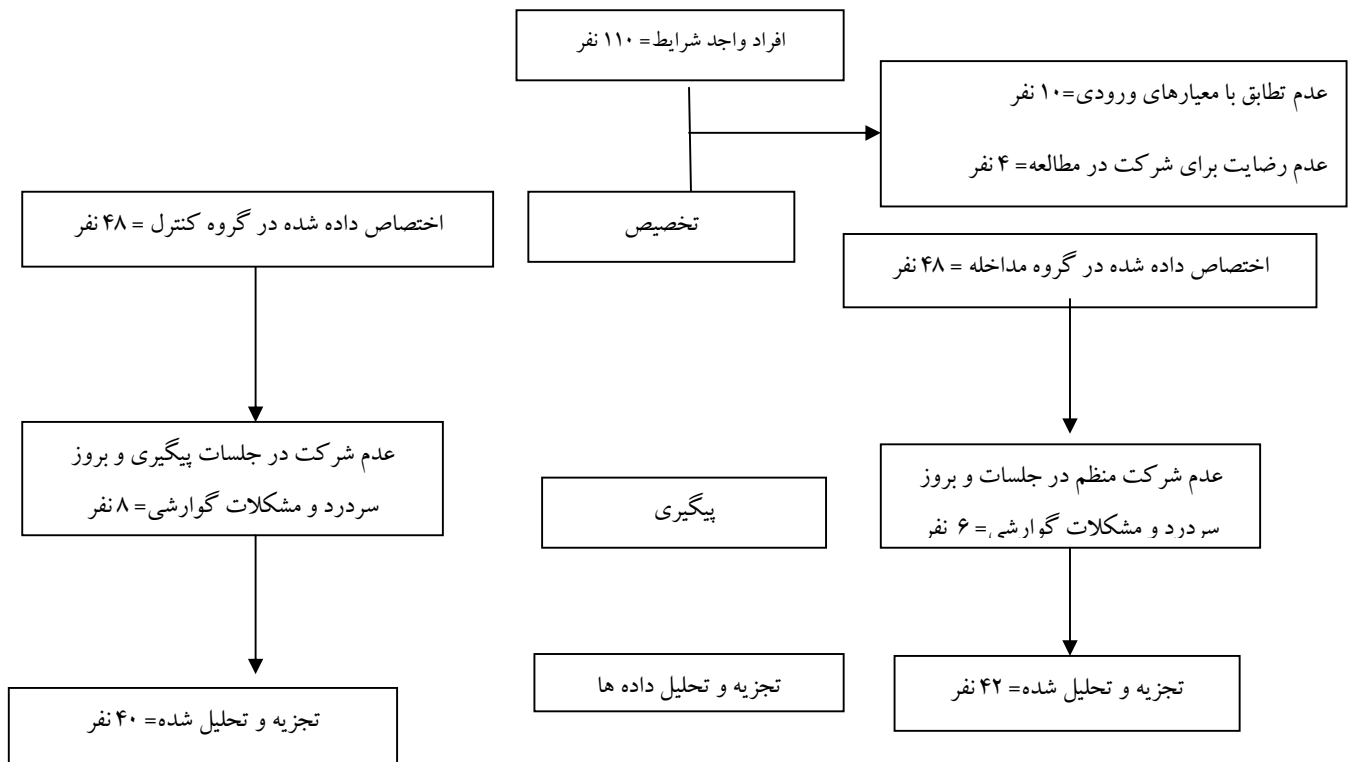 افراد واجد شرایط= ۱۱۰ نفر
عدم تطابق با معیارهای ورودی=۱۰ نفر
عدم رضایت برای شرکت در مطالعه= ۴ نفر
تخصیص
اختصاص داده شده در گروه کنترل = ۴۸ نفر
اختصاص داده شده در گروه مداخله = ۴۸ نفر
عدم شرکت منظم در جلسات و بروز
سردرد و مشکلات گوارشی= ۶ نفر
پیگیری
عدم شرکت در جلسات پیگیری و بروز
سردرد و مشکلات گوارشی= ۸ نفر
تجزیه و تحلیل شده= ۴۲ نفر
تجزیه و تحلیل داده ها
تجزیه و تحلیل شده= ۴۰ نفر